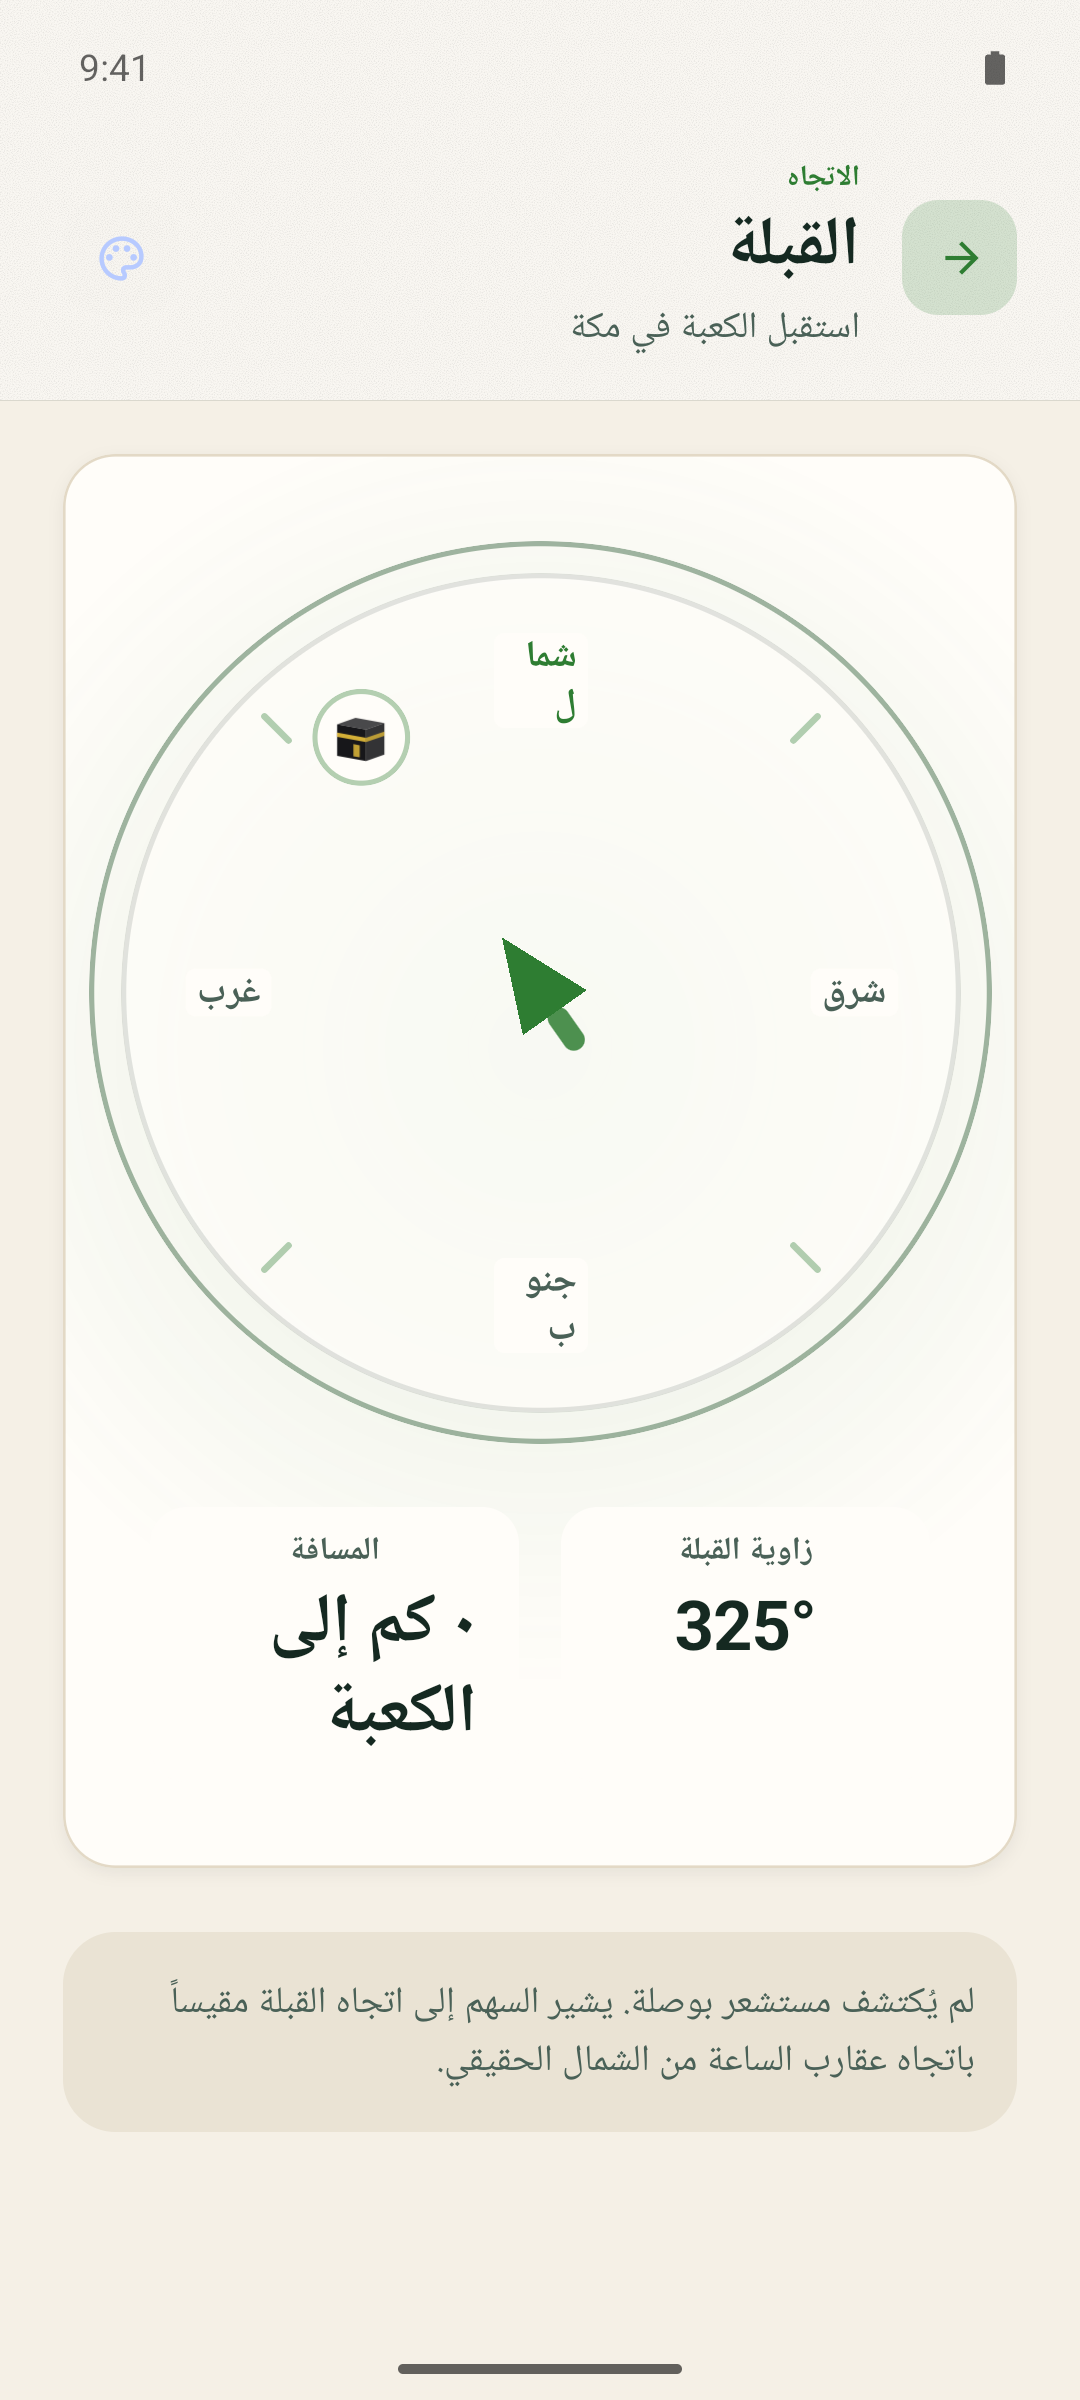 9:41
الاتجاه
القبلة
استقبل الكعبة في مكة
شما
ل
شرق
غرب
جنو
ب
زاوية القبلة
325°
المسافة
٠ كم إلى
الكعبة
لم يُكتشف مستشعر بوصلة. يشير السهم إلى اتجاه القبلة مقيساً
باتجاه عقارب الساعة من الشمال الحقيقي.